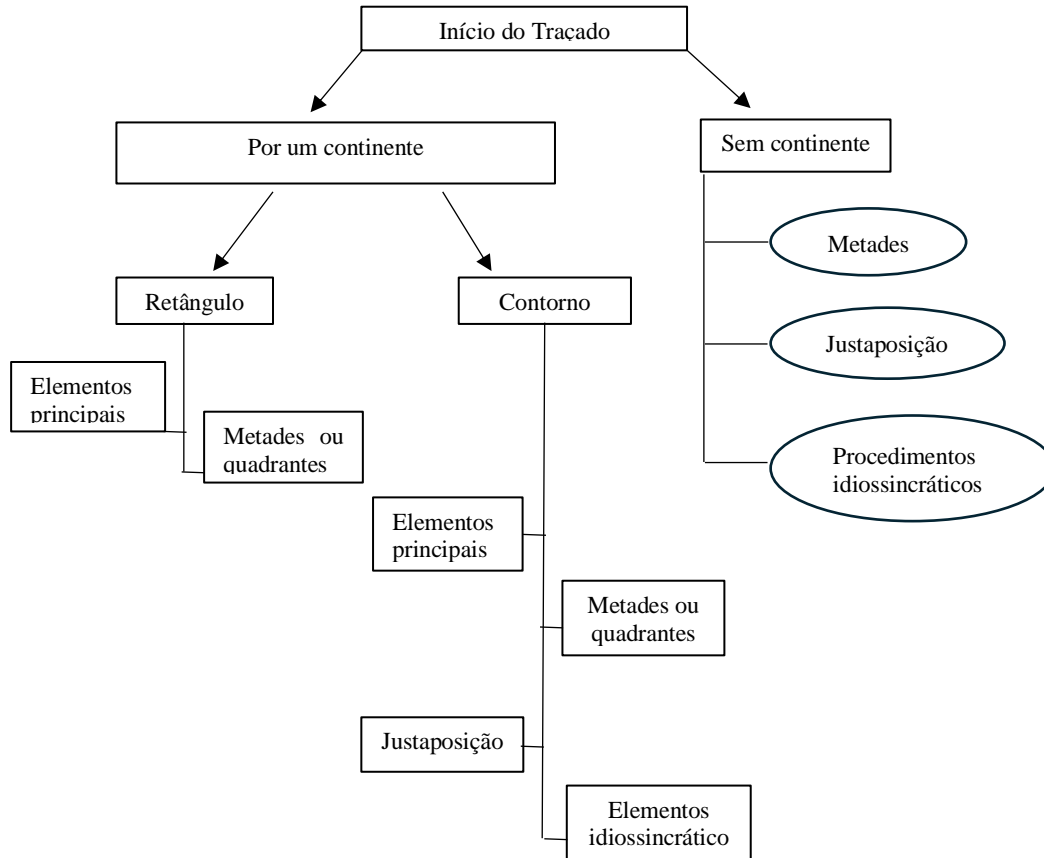 Início do Traçado
Por um continente
Sem continente
Metades
Retângulo
Contorno
Justaposição
Elementos
principais
Metades ou
quadrantes
Procedimentos
idiossincráticos
Elementos
principais
Metades ou
quadrantes
Justaposição
Elementos
idiossincrático